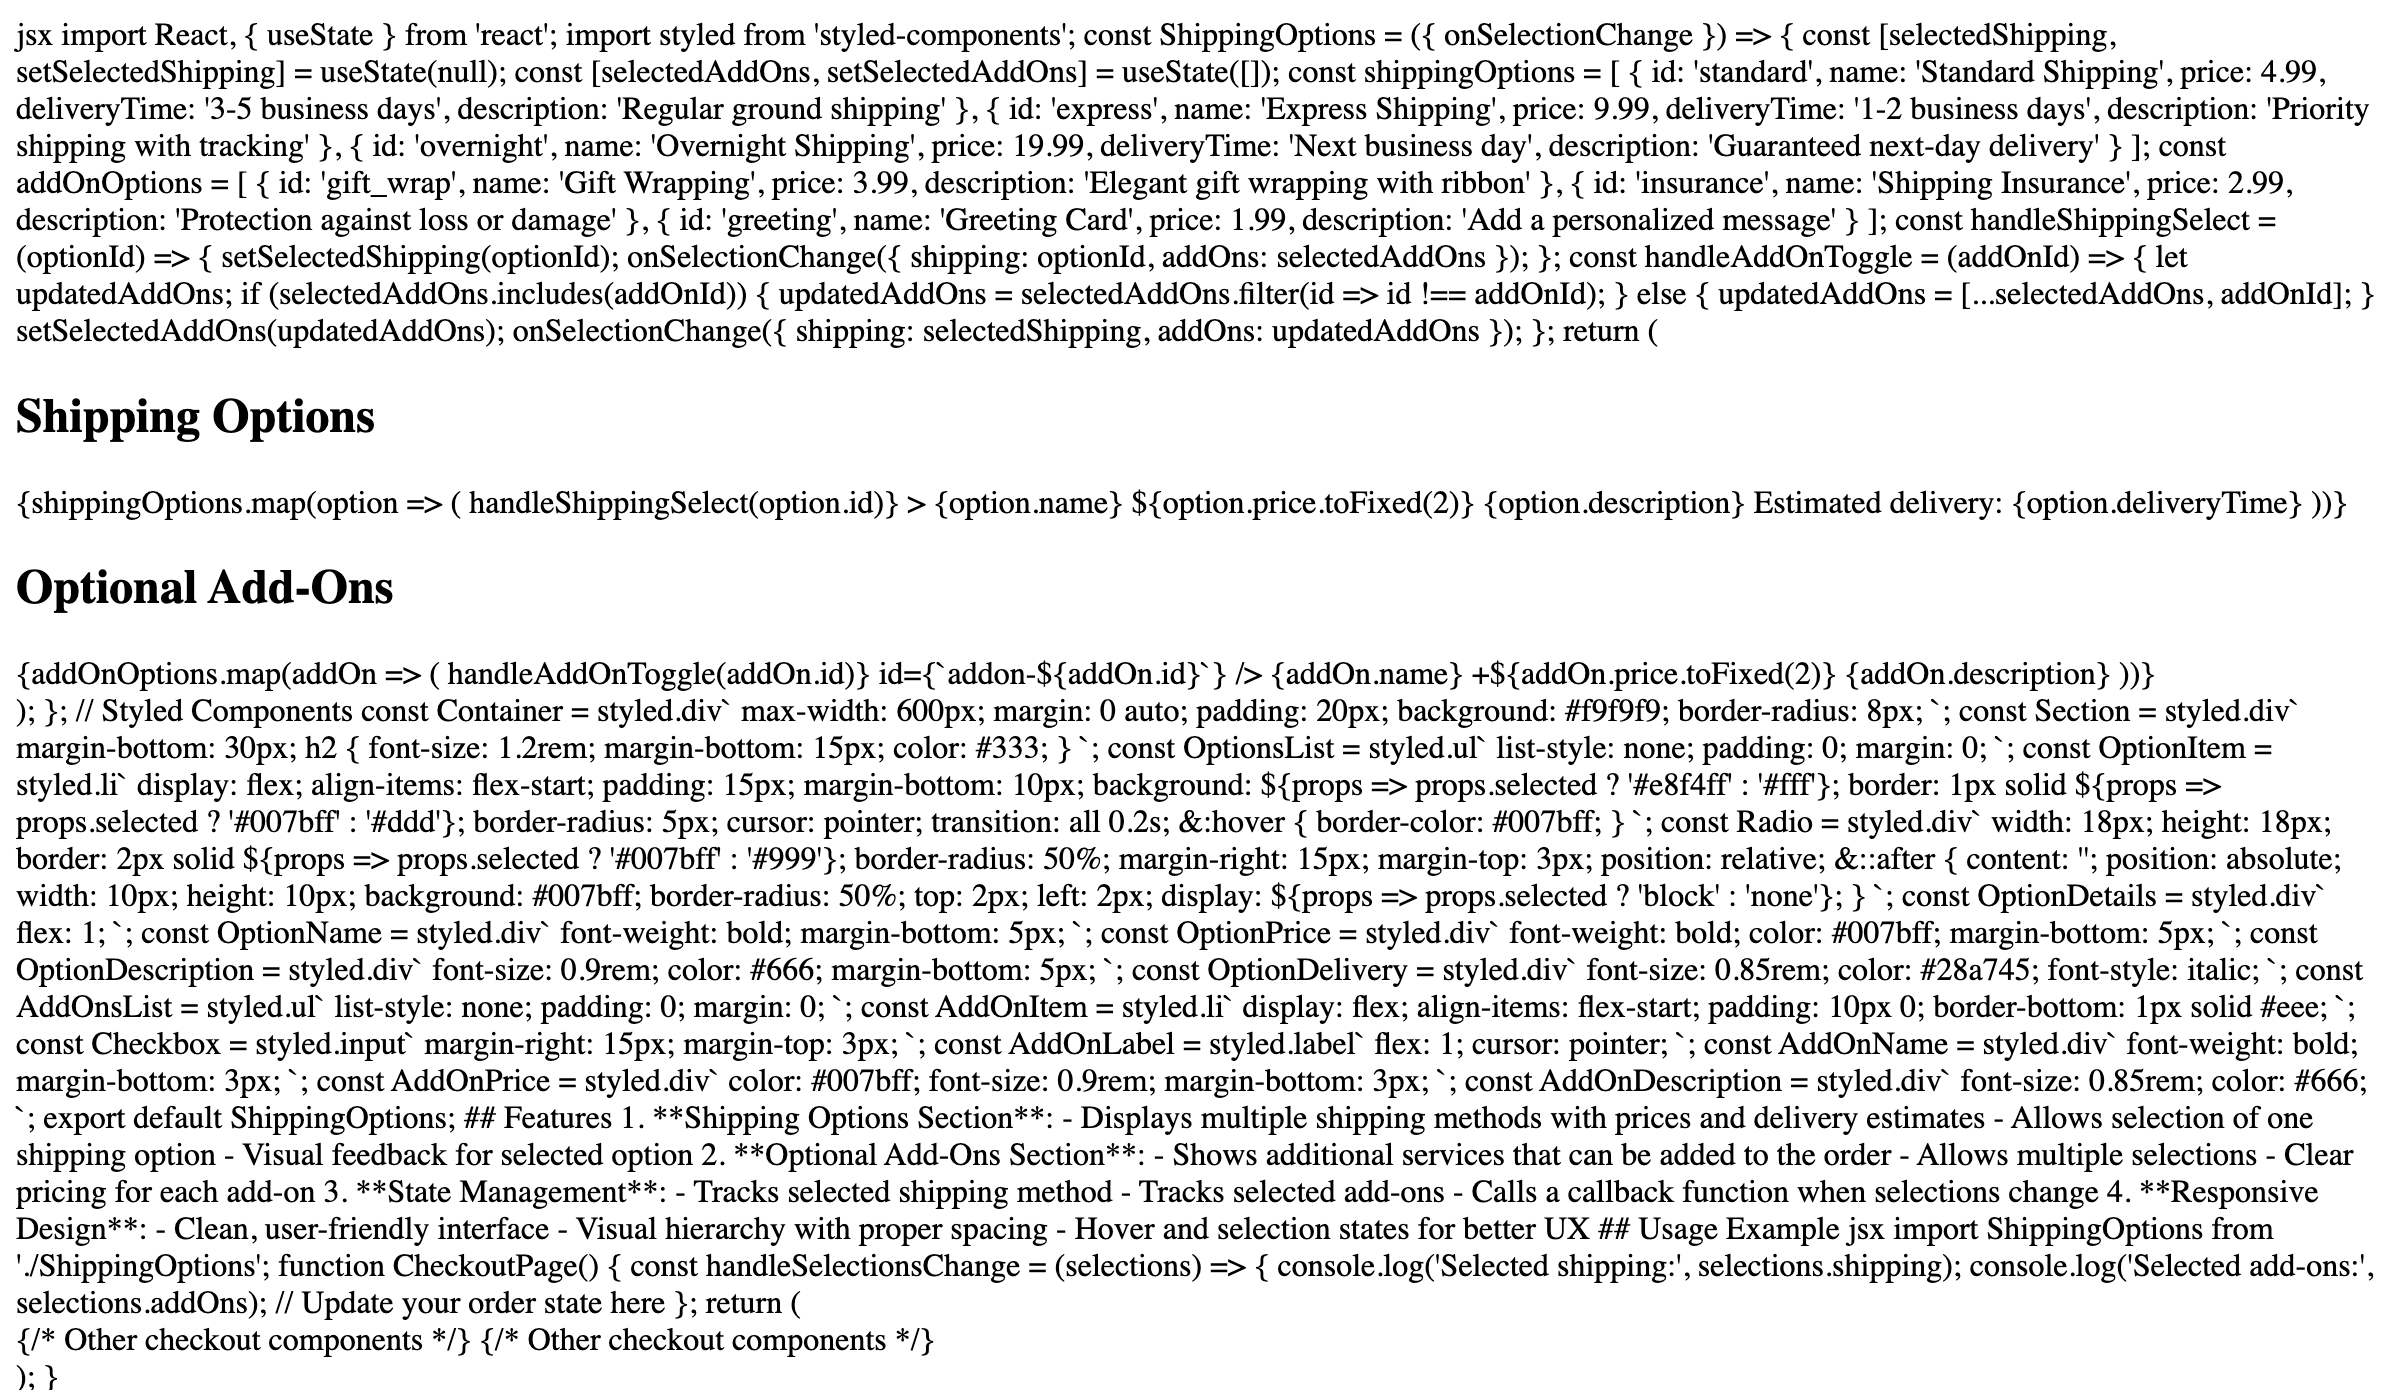 jsx import React, { useState } from 'react'; import styled from 'styled-components'; const ShippingOptions = ({ onSelectionChange }) => { const [selectedShipping,
setSelectedShipping] = useState(null); const [selectedAddOns, setSelectedAddOns] = useState([]); const shippingOptions = [ { id: 'standard', name: 'Standard Shipping', price: 4.99,
deliveryTime: '3-5 business days', description: 'Regular ground shipping' }, { id: 'express', name: 'Express Shipping', price: 9.99, deliveryTime: '1-2 business days', description: 'Priority
shipping with tracking' }, { id: 'overnight', name: 'Overnight Shipping', price: 19.99, deliveryTime: 'Next business day', description: 'Guaranteed next-day delivery' } ]; const
addOnOptions = [ { id: 'gift_wrap', name: 'Gift Wrapping', price: 3.99, description: 'Elegant gift wrapping with ribbon' }, { id: 'insurance', name: 'Shipping Insurance', price: 2.99,
description: 'Protection against loss or damage' }, { id: 'greeting', name: 'Greeting Card', price: 1.99, description: 'Add a personalized message' } ]; const handleShippingSelect =
(optionId) => { setSelectedShipping(optionId); onSelectionChange({ shipping: optionId, addOns: selectedAddOns }); }; const handleAddOnToggle = (addOnId) => { let
updatedAddOns; if (selectedAddOns.includes(addOnId)) { updatedAddOns = selectedAddOns.filter(id => id !== addOnId); } else { updatedAddOns = [...selectedAddOns, addOnId]; }
setSelectedAddOns(updatedAddOns); onSelectionChange({ shipping: selectedShipping, addOns: updatedAddOns }); }; return (
Shipping Options
{shippingOptions.map(option => ( handleShippingSelect(option.id)} > {option.name} ${option.price.toFixed(2)} {option.description} Estimated delivery: {option.deliveryTime} ))}
Optional Add-Ons
{addOnOptions.map(addOn => ( handleAddOnToggle(addOn.id)} id={`addon-${addOn.id}`} /> {addOn.name} +${addOn.price.toFixed(2)} {addOn.description} ))}
); }; // Styled Components const Container = styled.div` max-width: 600px; margin: 0 auto; padding: 20px; background: #f9f9f9; border-radius: 8px; `; const Section = styled.div`
margin-bottom: 30px; h2 { font-size: 1.2rem; margin-bottom: 15px; color: #333; } `; const OptionsList = styled.ul` list-style: none; padding: 0; margin: 0; `; const OptionItem =
styled.li` display: flex; align-items: flex-start; padding: 15px; margin-bottom: 10px; background: ${props => props.selected ? '#e8f4ff' : '#fff'}; border: 1px solid ${props =>
props.selected ? '#007bff' : '#ddd'}; border-radius: 5px; cursor: pointer; transition: all 0.2s; &:hover { border-color: #007bff; } `; const Radio = styled.div` width: 18px; height: 18px;
border: 2px solid ${props => props.selected ? '#007bff' : '#999'}; border-radius: 50%; margin-right: 15px; margin-top: 3px; position: relative; &::after { content: ''; position: absolute;
width: 10px; height: 10px; background: #007bff; border-radius: 50%; top: 2px; left: 2px; display: ${props => props.selected ? 'block' : 'none'}; } `; const OptionDetails = styled.div`
flex: 1; `; const OptionName = styled.div` font-weight: bold; margin-bottom: 5px; `; const OptionPrice = styled.div` font-weight: bold; color: #007bff; margin-bottom: 5px; `; const
OptionDescription = styled.div` font-size: 0.9rem; color: #666; margin-bottom: 5px; `; const OptionDelivery = styled.div` font-size: 0.85rem; color: #28a745; font-style: italic; `; const
AddOnsList = styled.ul` list-style: none; padding: 0; margin: 0; `; const AddOnItem = styled.li` display: flex; align-items: flex-start; padding: 10px 0; border-bottom: 1px solid #eee; `;
const Checkbox = styled.input` margin-right: 15px; margin-top: 3px; `; const AddOnLabel = styled.label` flex: 1; cursor: pointer; `; const AddOnName = styled.div` font-weight: bold;
margin-bottom: 3px; `; const AddOnPrice = styled.div` color: #007bff; font-size: 0.9rem; margin-bottom: 3px; `; const AddOnDescription = styled.div` font-size: 0.85rem; color: #666;
`; export default ShippingOptions; ## Features 1. **Shipping Options Section**: - Displays multiple shipping methods with prices and delivery estimates - Allows selection of one
shipping option - Visual feedback for selected option 2. **Optional Add-Ons Section**: - Shows additional services that can be added to the order - Allows multiple selections - Clear
pricing for each add-on 3. **State Management**: - Tracks selected shipping method - Tracks selected add-ons - Calls a callback function when selections change 4. **Responsive
Design**: - Clean, user-friendly interface - Visual hierarchy with proper spacing - Hover and selection states for better UX ## Usage Example jsx import ShippingOptions from
'./ShippingOptions'; function CheckoutPage() { const handleSelectionsChange = (selections) => { console.log('Selected shipping:', selections.shipping); console.log('Selected add-ons:',
selections.addOns); // Update your order state here }; return (
{/* Other checkout components */} {/* Other checkout components */}
); }